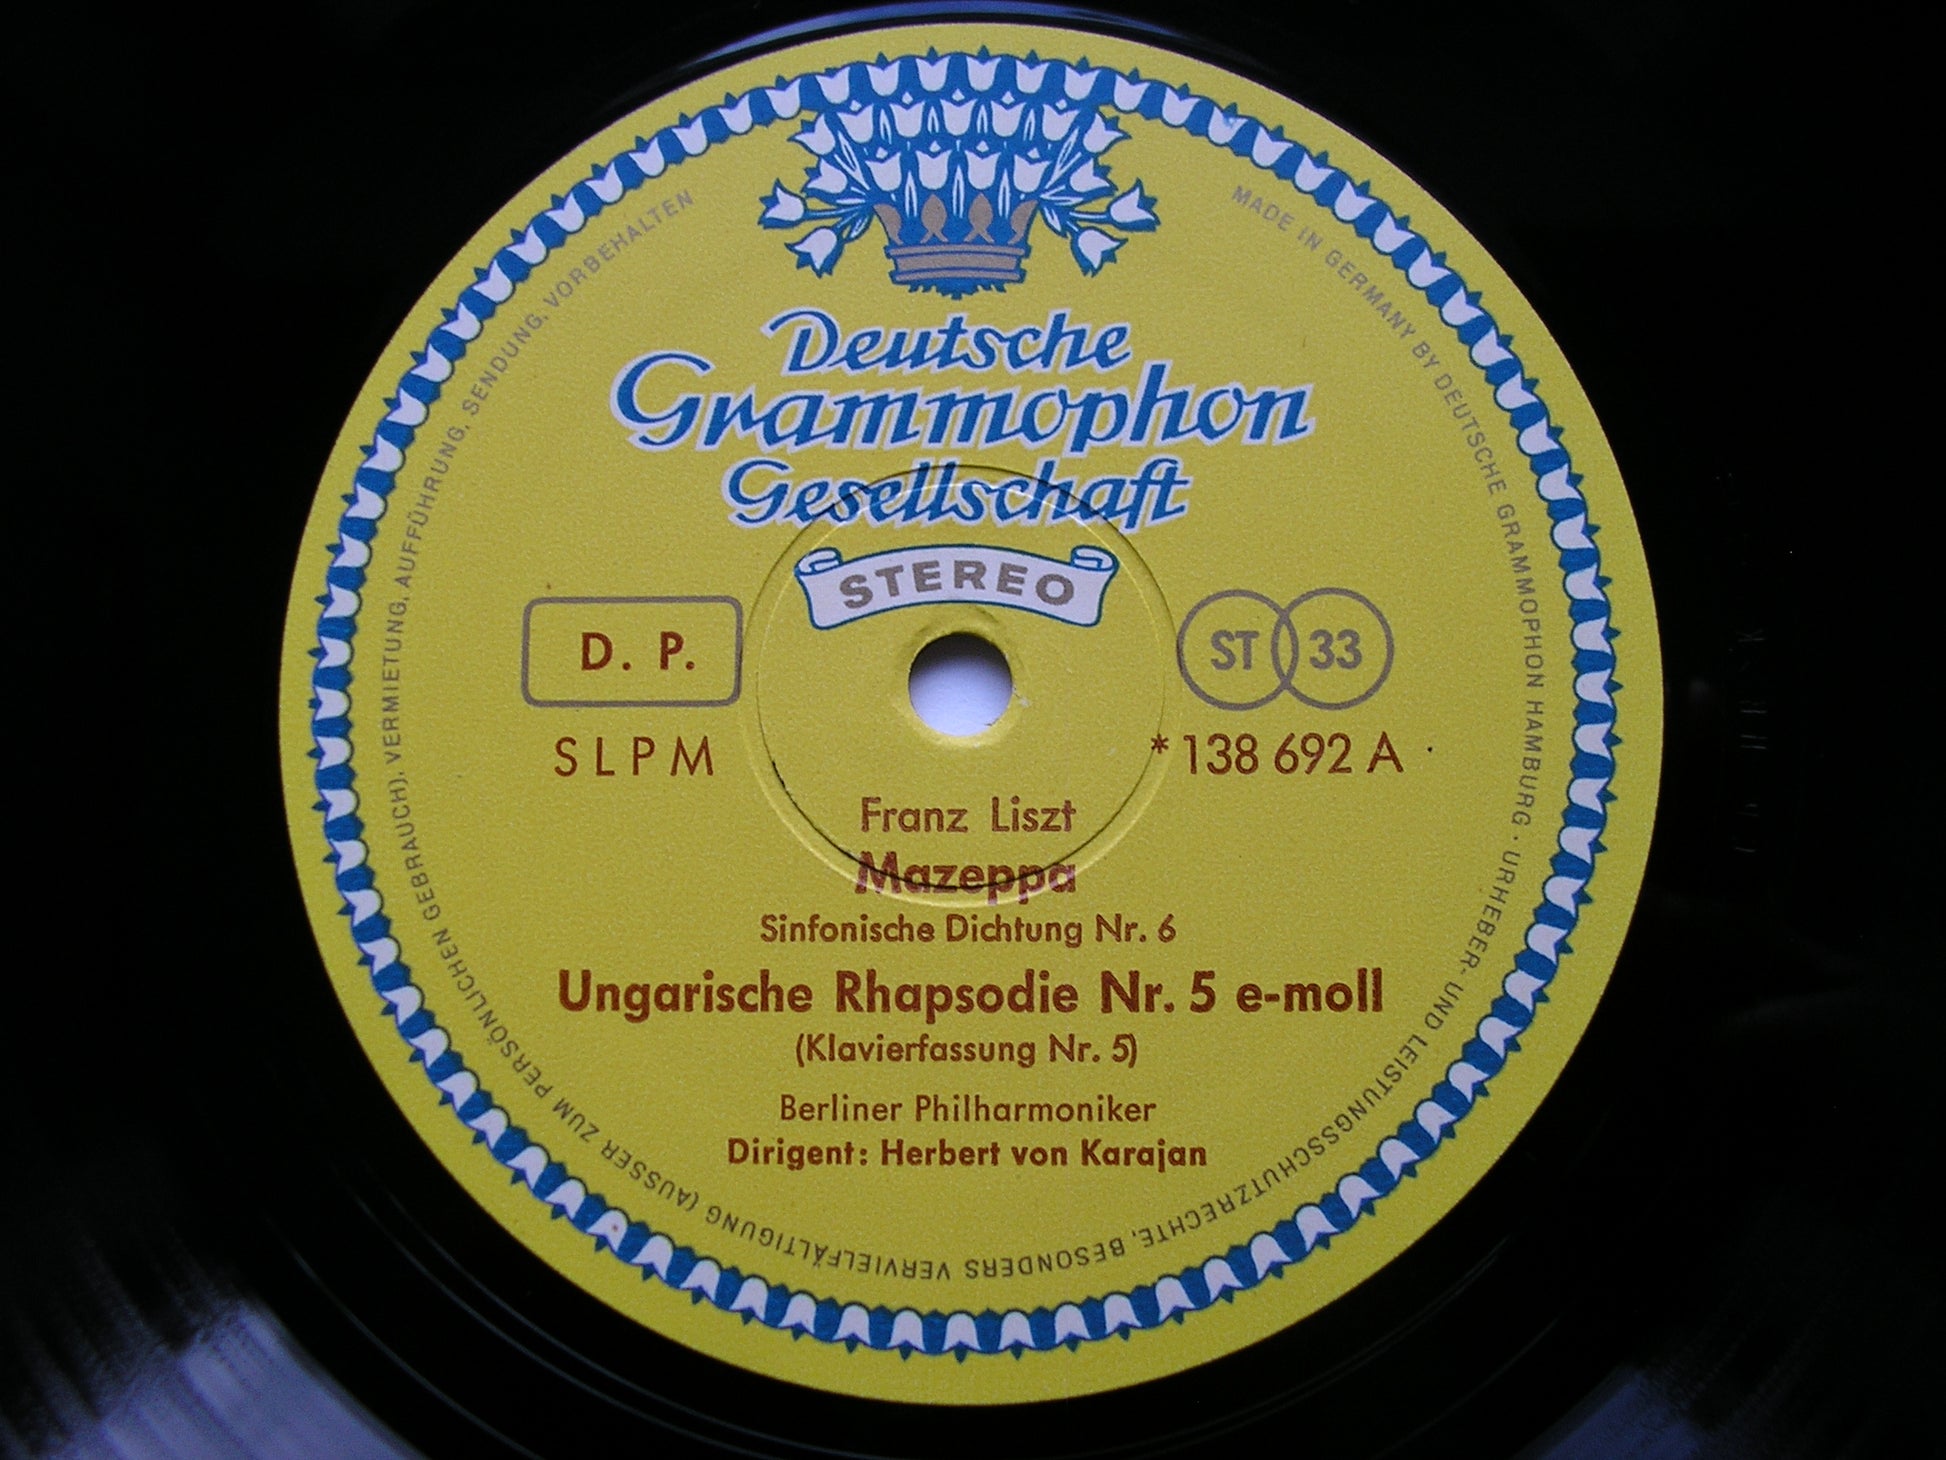 Deutsche
Grammophon
Gesellschaft
STEREO
D. P.
ST 33
SLPM
*138 692 A
Franz Liszt
Mazeppa
Sinfonische Dichtung Nr. 6
Ungarische Rhapsodie Nr. 5 e-moll
(Klavierfassung Nr. 5)
Berliner Philharmoniker
Dirigent: Herbert von Karajan
MADE IN GERMANY BY DEUTSCHE GRAMMOPHON HAMBURG · URHEBER- UND LEISTUNGSSCHUTZRECHTE, BESONDERS VERVIELFÄLTIGUNG (AUSSER ZUM PERSÖNLICHEN GEBRAUCH), VERMIETUNG, AUFFÜHRUNG, SENDUNG, VORBEHALTEN